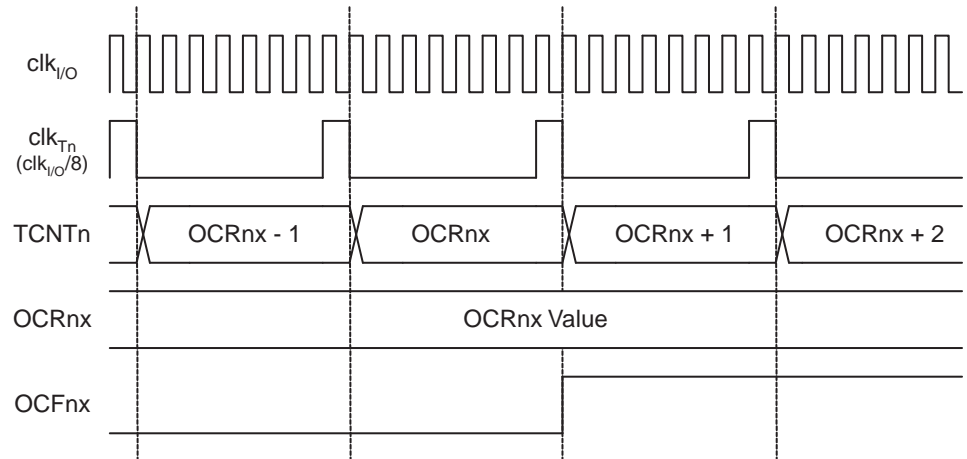 clkI/O
clkTn
(clkI/O/8)
TCNTn OCRnx - 1 OCRnx OCRnx + 1 OCRnx + 2
OCRnx OCRnx Value
OCFnx